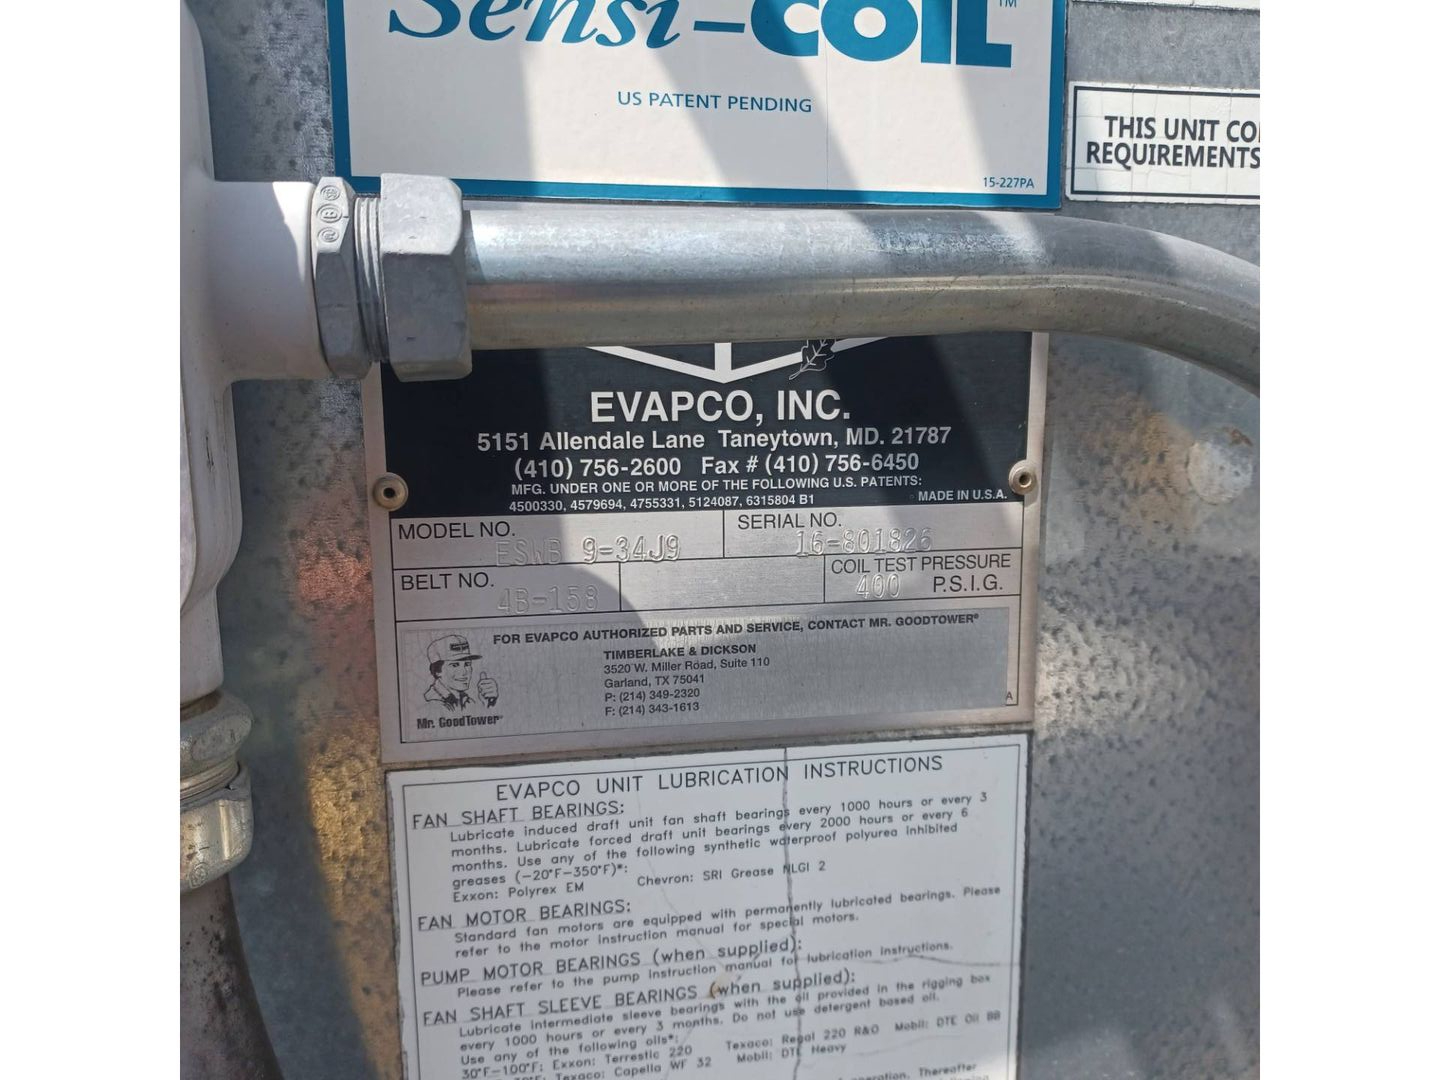 Sensi-COIL™
US PATENT PENDING
15-227PA
THIS UNIT CO
REQUIREMENTS
EVAPCO, INC.
5151 Allendale Lane Taneytown, MD. 21787
(410) 756-2600 Fax # (410) 756-6450
MFG. UNDER ONE OR MORE OF THE FOLLOWING U.S. PATENTS:
4500330, 4579694, 4755331, 5124087, 6315804 B1
MADE IN U.S.A.
MODEL NO. ESWB 9-34J9
SERIAL NO. 16-801826
BELT NO. 4B-158
COIL TEST PRESSURE
400 P.S.I.G.
FOR EVAPCO AUTHORIZED PARTS AND SERVICE, CONTACT MR. GOODTOWER®
TIMBERLAKE & DICKSON
3520 W. Miller Road, Suite 110
Garland, TX 75041
P: (214) 349-2320
F: (214) 343-1613
A
Mr. GoodTower®
EVAPCO UNIT LUBRICATION INSTRUCTIONS
FAN SHAFT BEARINGS:
Lubricate induced draft unit fan shaft bearings every 1000 hours or every 3
months. Lubricate forced draft unit bearings every 2000 hours or every 6
months. Use any of the following synthetic waterproof polyurea inhibited
greases (-20°F-350°F)*:
Exxon: Polyrex EM Chevron: SRI Grease NLGI 2
FAN MOTOR BEARINGS:
Standard fan motors are equipped with permanently lubricated bearings. Please
refer to the motor instruction manual for special motors.
PUMP MOTOR BEARINGS (when supplied):
Please refer to the pump instruction manual for lubrication instructions.
FAN SHAFT SLEEVE BEARINGS (when supplied):
Lubricate intermediate sleeve bearings with the oil provided in the rigging box
every 1000 hours or every 3 months. Do not use detergent based oil.
Use any of the following oils*:
30°F-100°F: Exxon: Terrestic 220 Texaco: Regal 220 R&O Mobil: DTE Oil BB
Texaco: Capella WF 32 Mobil: DTE Heavy
operation. Thereafter